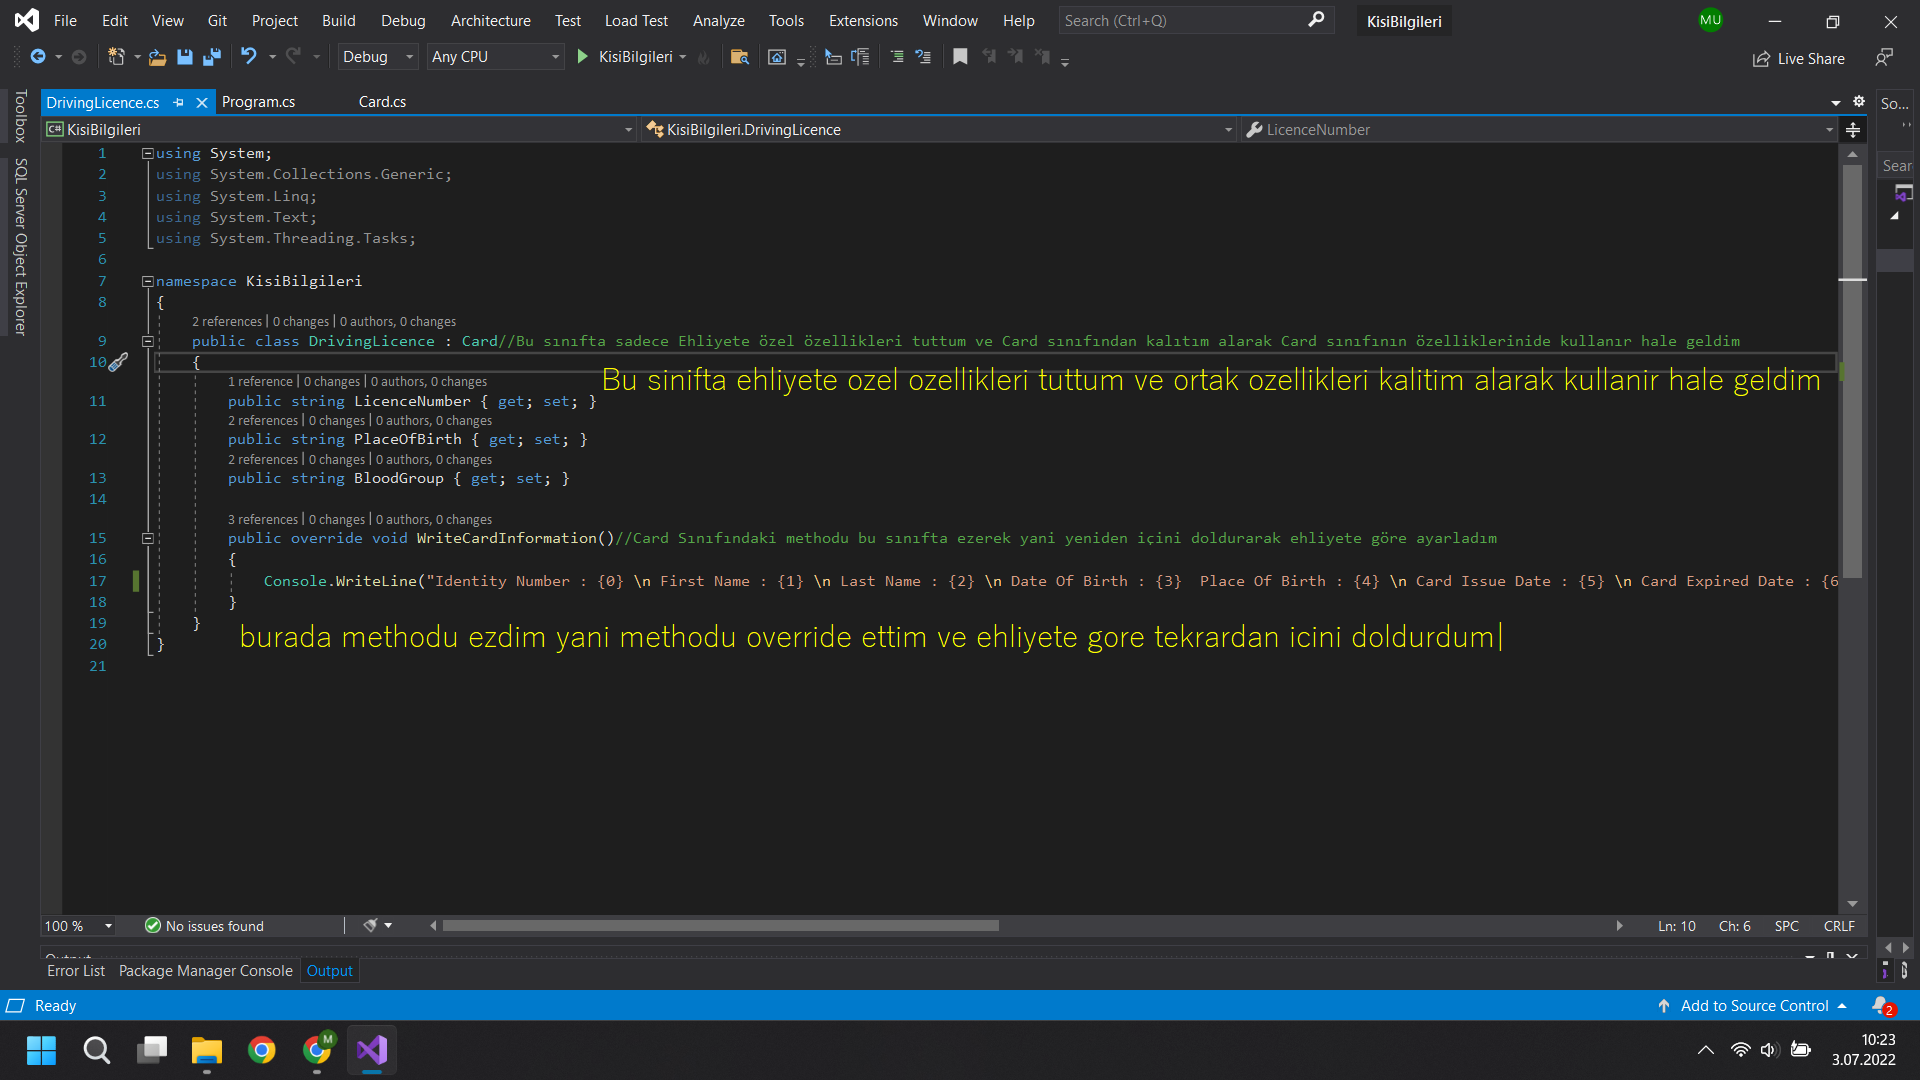 File Edit View Git Project Build Debug Architecture Test Load Test Analyze Tools Extensions Window Help Search (Ctrl+Q) KisiBilgileri MU
Debug Any CPU KisiBilgileri Live Share
DrivingLicence.cs Program.cs Card.cs So...
C# KisiBilgileri KisiBilgileri.DrivingLicence LicenceNumber
Toolbox
SQL Server Object Explorer
Sear
1 using System;
2 using System.Collections.Generic;
3 using System.Linq;
4 using System.Text;
5 using System.Threading.Tasks;
6
7 namespace KisiBilgileri
8 {
2 references | 0 changes | 0 authors, 0 changes
9 public class DrivingLicence : Card//Bu sınıfta sadece Ehliyete özel özellikleri tuttum ve Card sınıfından kalıtım alarak Card sınıfının özelliklerinide kullanır hale geldim
10 {
Bu sinifta ehliyete ozel ozellikleri tuttum ve ortak ozellikleri kalitim alarak kullanir hale geldim
1 reference | 0 changes | 0 authors, 0 changes
11 public string LicenceNumber { get; set; }
2 references | 0 changes | 0 authors, 0 changes
12 public string PlaceOfBirth { get; set; }
2 references | 0 changes | 0 authors, 0 changes
13 public string BloodGroup { get; set; }
14
3 references | 0 changes | 0 authors, 0 changes
15 public override void WriteCardInformation()//Card Sınıfındaki methodu bu sınıfta ezerek yani yeniden içini doldurarak ehliyete göre ayarladım
16 {
17 Console.WriteLine("Identity Number : {0} \n First Name : {1} \n Last Name : {2} \n Date Of Birth : {3}  Place Of Birth : {4} \n Card Issue Date : {5} \n Card Expired Date : {6
18 }
19 }
burada methodu ezdim yani methodu override ettim ve ehliyete gore tekrardan icini doldurdum
20 }
21
100 % No issues found Ln: 10 Ch: 6 SPC CRLF
Output
Error List Package Manager Console Output
Ready Add to Source Control 2
M
10:23
3.07.2022